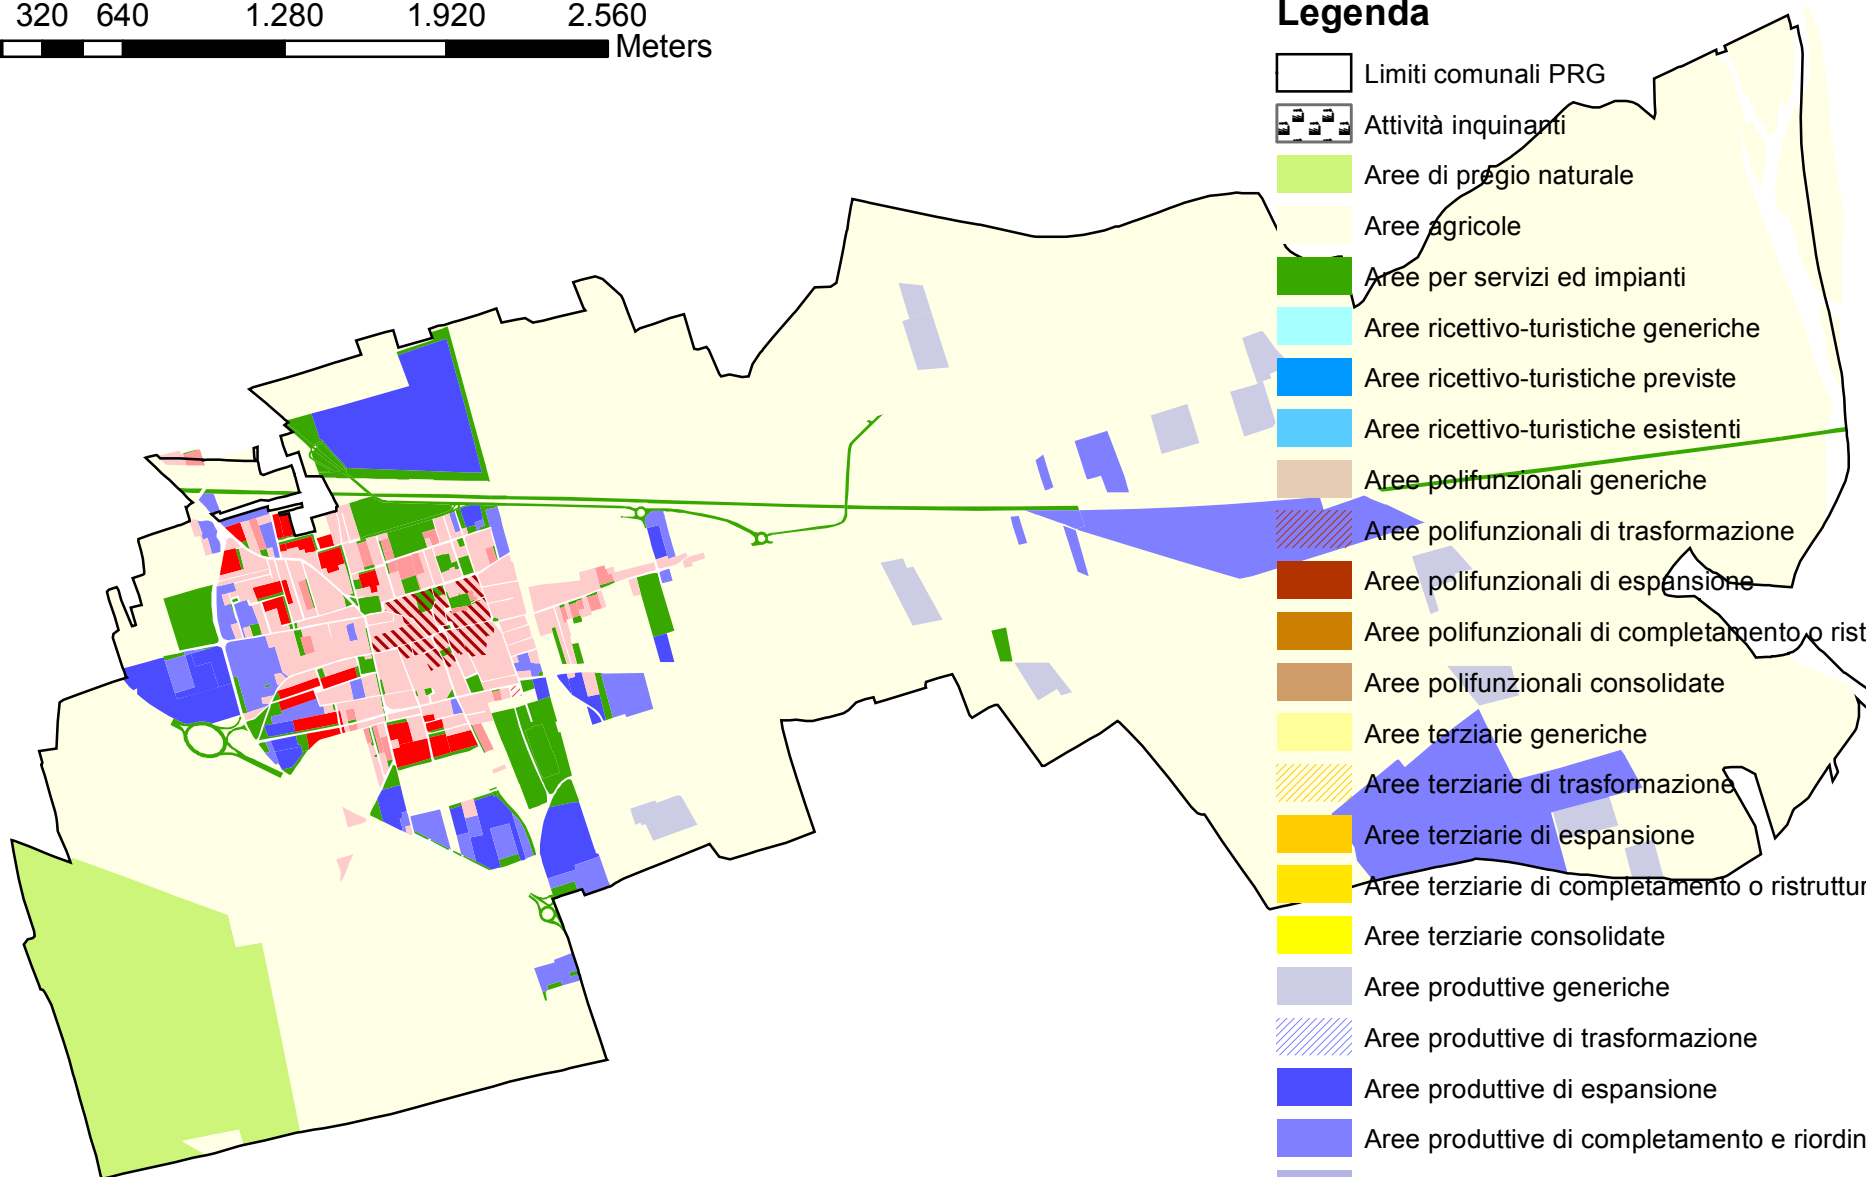 320 640 1.280 1.920 2.560
Meters
Legenda
Limiti comunali PRG
Attività inquinanti
Aree di pregio naturale
Aree agricole
Aree per servizi ed impianti
Aree ricettivo-turistiche generiche
Aree ricettivo-turistiche previste
Aree ricettivo-turistiche esistenti
Aree polifunzionali generiche
Aree polifunzionali di trasformazione
Aree polifunzionali di espansione
Aree polifunzionali di completamento o rist
Aree polifunzionali consolidate
Aree terziarie generiche
Aree terziarie di trasformazione
Aree terziarie di espansione
Aree terziarie di completamento o ristruttur
Aree terziarie consolidate
Aree produttive generiche
Aree produttive di trasformazione
Aree produttive di espansione
Aree produttive di completamento e riordin